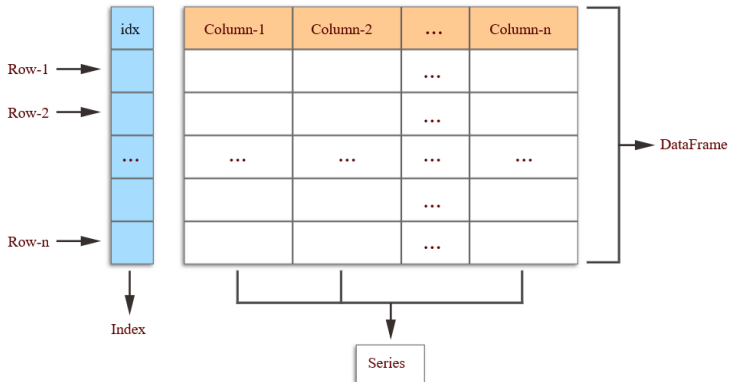 idx
Column-1 Column-2 ... Column-n
Row-1 ...
Row-2 ...
... ... ... ... ...
...
Row-n ...
DataFrame
Index
Series